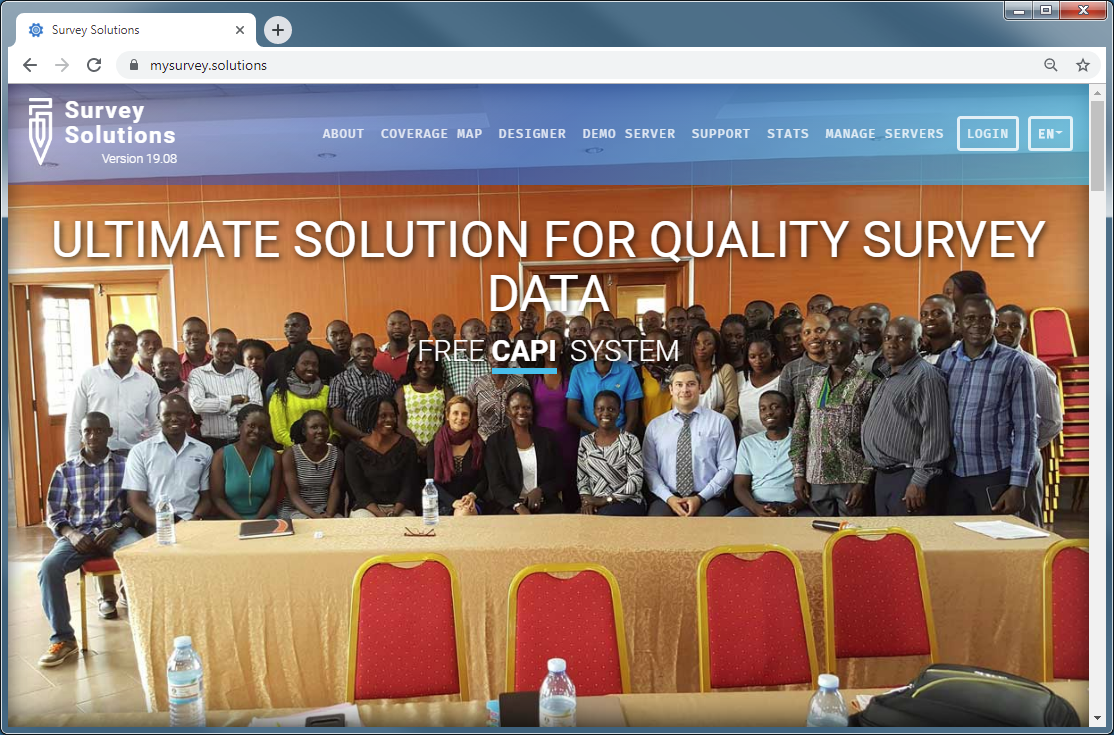 Survey Solutions
mysurvey.solutions
Survey
Solutions
Version 19.08
ABOUT COVERAGE MAP DESIGNER DEMO SERVER SUPPORT STATS MANAGE SERVERS LOGIN EN
ULTIMATE SOLUTION FOR QUALITY SURVEY
DATA
FREE CAPI SYSTEM